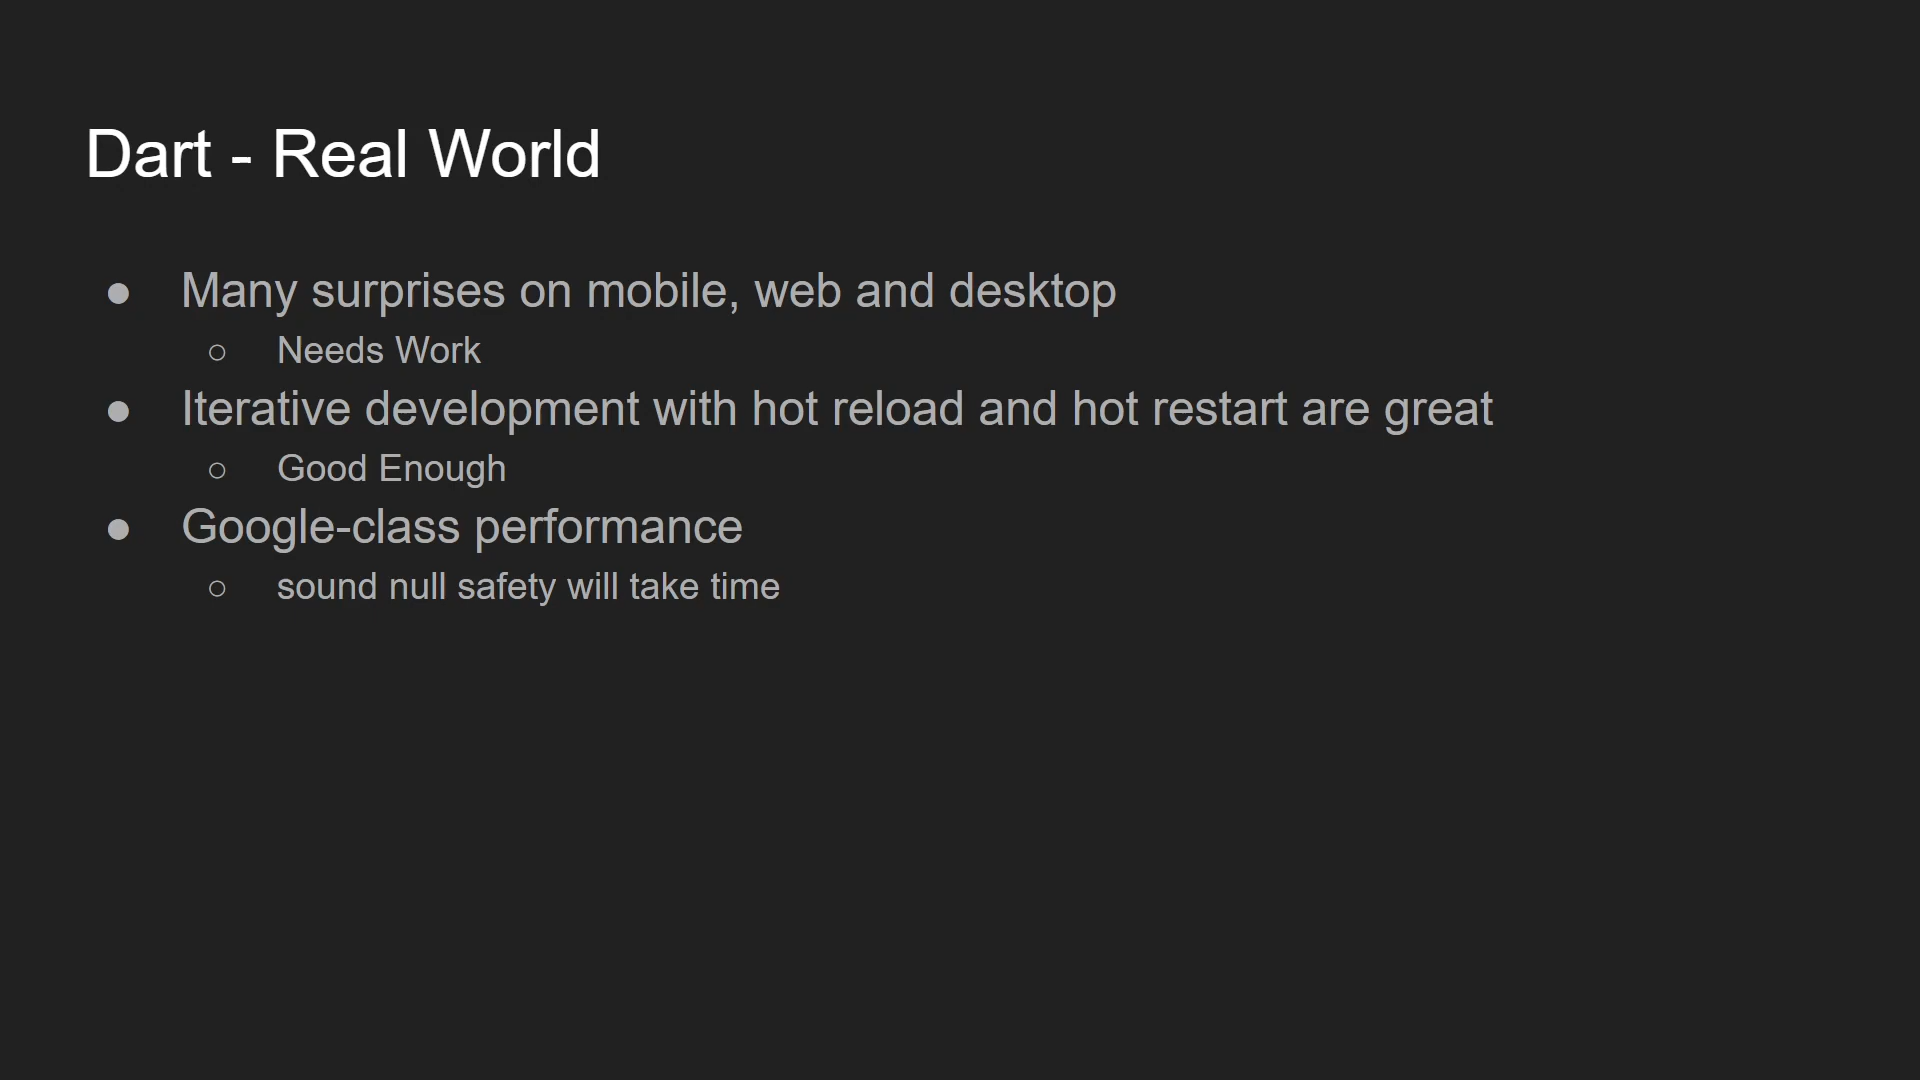 Dart - Real World
● Many surprises on mobile, web and desktop
○ Needs Work
● Iterative development with hot reload and hot restart are great
○ Good Enough
● Google-class performance
○ sound null safety will take time